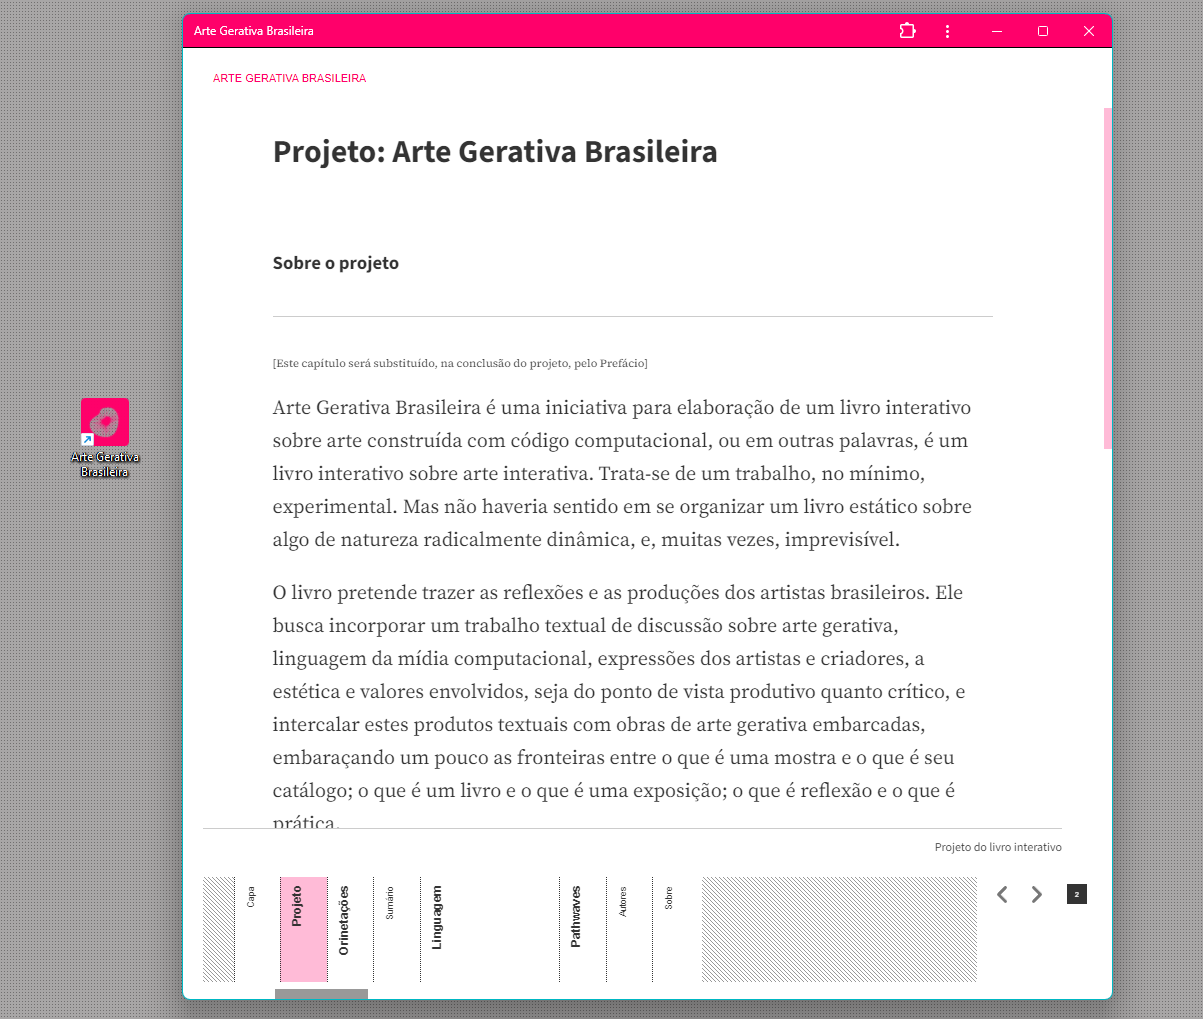 Arte Gerativa Brasileira
ARTE GERATIVA BRASILEIRA
Projeto: Arte Gerativa Brasileira
Sobre o projeto
[Este capítulo será substituído, na conclusão do projeto, pelo Prefácio]
Arte Gerativa Brasileira é uma iniciativa para elaboração de um livro interativo
sobre arte construída com código computacional, ou em outras palavras, é um
livro interativo sobre arte interativa. Trata-se de um trabalho, no mínimo,
experimental. Mas não haveria sentido em se organizar um livro estático sobre
algo de natureza radicalmente dinâmica, e, muitas vezes, imprevisível.
O livro pretende trazer as reflexões e as produções dos artistas brasileiros. Ele
busca incorporar um trabalho textual de discussão sobre arte gerativa,
linguagem da mídia computacional, expressões dos artistas e criadores, a
estética e valores envolvidos, seja do ponto de vista produtivo quanto crítico, e
intercalar estes produtos textuais com obras de arte gerativa embarcadas,
embaraçando um pouco as fronteiras entre o que é uma mostra e o que é seu
catálogo; o que é um livro e o que é uma exposição; o que é reflexão e o que é
prática.
Arte Gerativa
Brasileira
Projeto do livro interativo
Capa
Projeto
Orinetações
Sumário
Linguagem
Pathwaves
Autores
Sobre
2